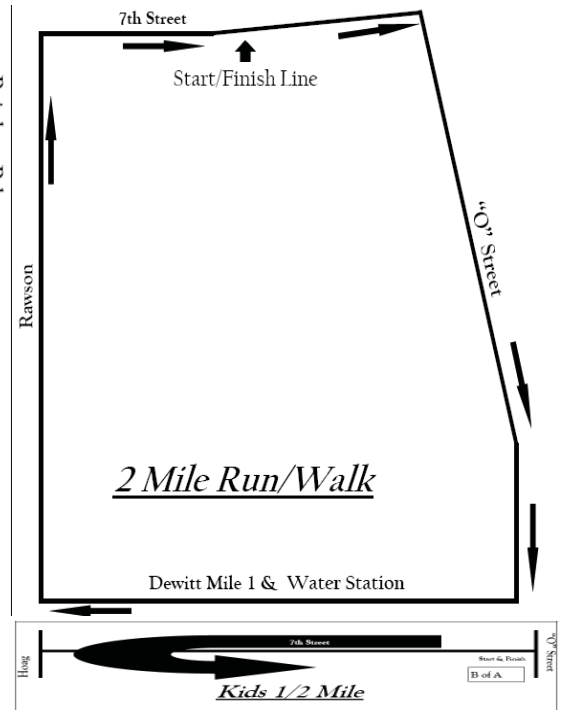 7th Street
Start/Finish Line
"O" Street
Rawson
2 Mile Run/Walk
Dewitt Mile 1 & Water Station
Hoag
7th Street
Start & Finish
"O" Street
B of A
Kids 1/2 Mile